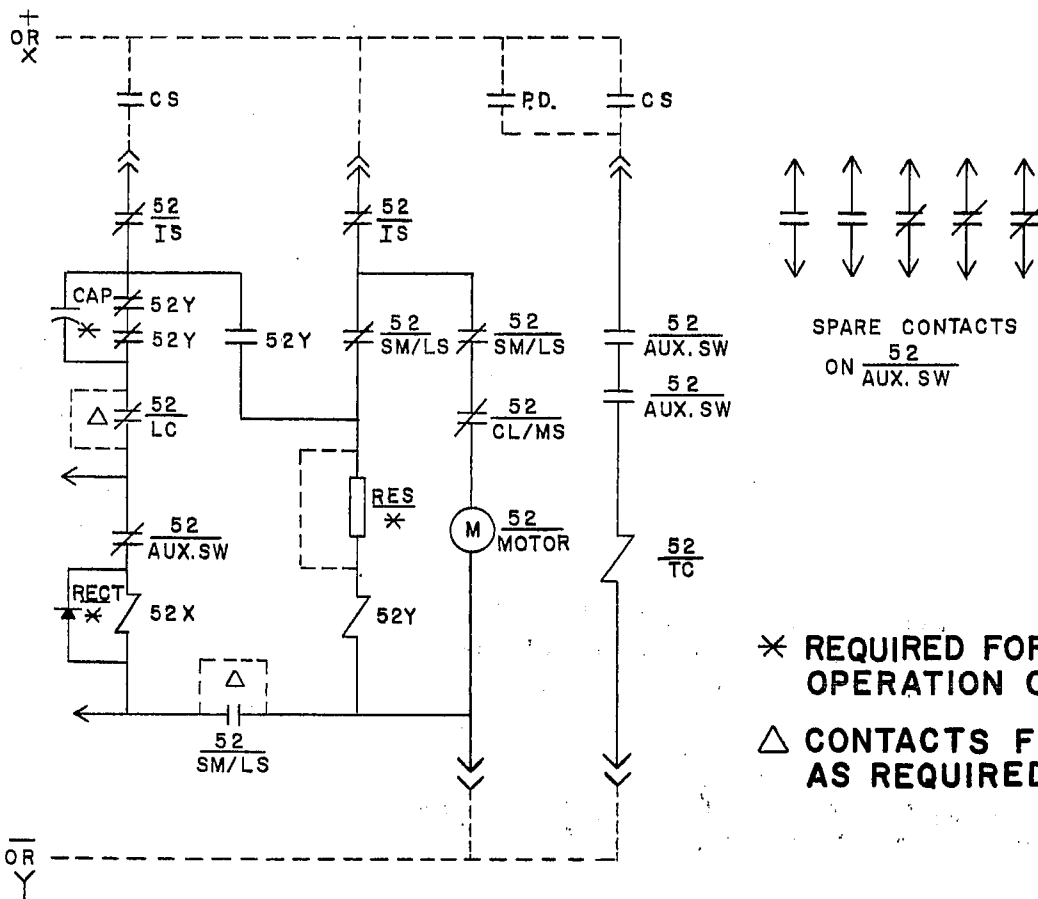 +
OR
X
CS
P.D.
CS
52
IS
52
IS
CAP
*
52Y
52Y
52Y
52
SM/LS
52
SM/LS
52
AUX. SW
52
AUX. SW
SPARE CONTACTS
ON 52
AUX. SW
△
52
LC
52
CL/MS
RES
*
M
52
MOTOR
52
AUX.SW
52
TC
RECT
*
52X
52Y
△
52
SM/LS
* REQUIRED FOR
OPERATION
△ CONTACTS F
AS REQUIRED
—
OR
Y